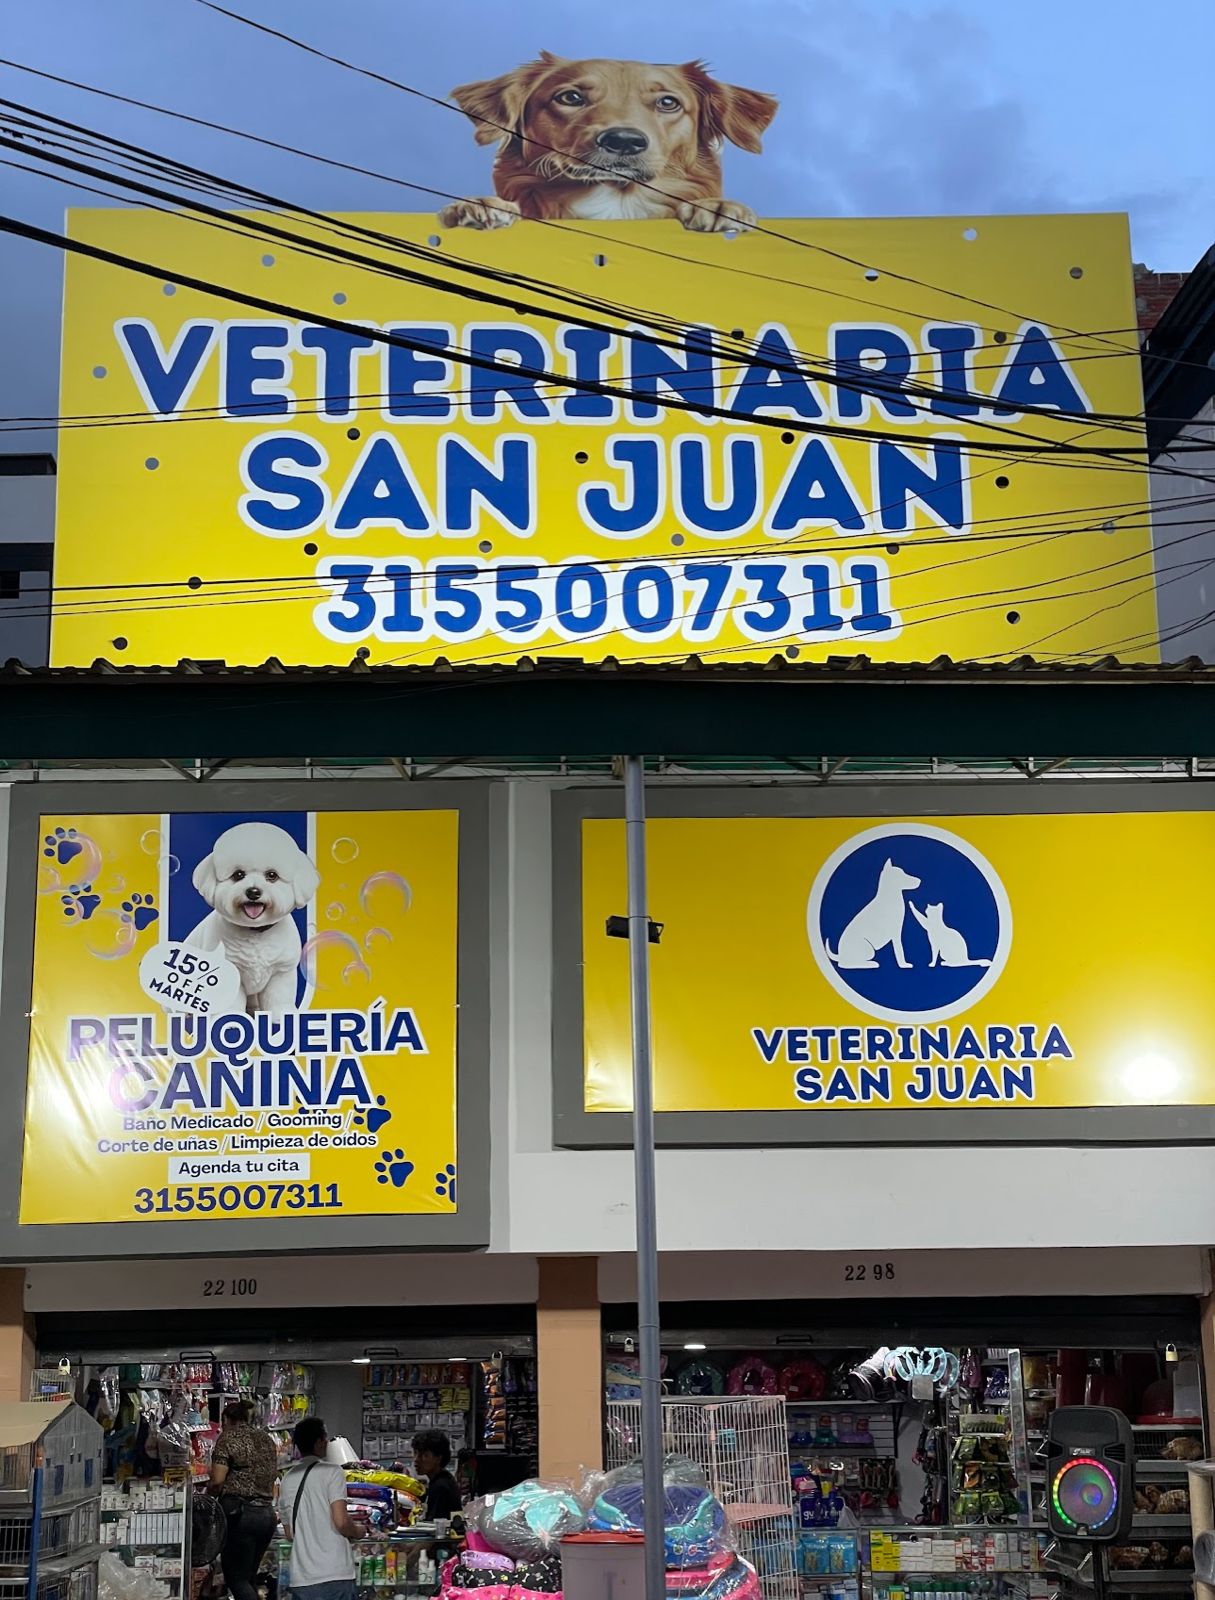 VETERINARIA
SAN JUAN
3155007311
15%
OFF
MARTES
PELUQUERÍA
CANINA
Baño Medicado / Gooming /
Corte de uñas / Limpieza de oídos
Agenda tu cita
3155007311
VETERINARIA
SAN JUAN
22 100
22 98